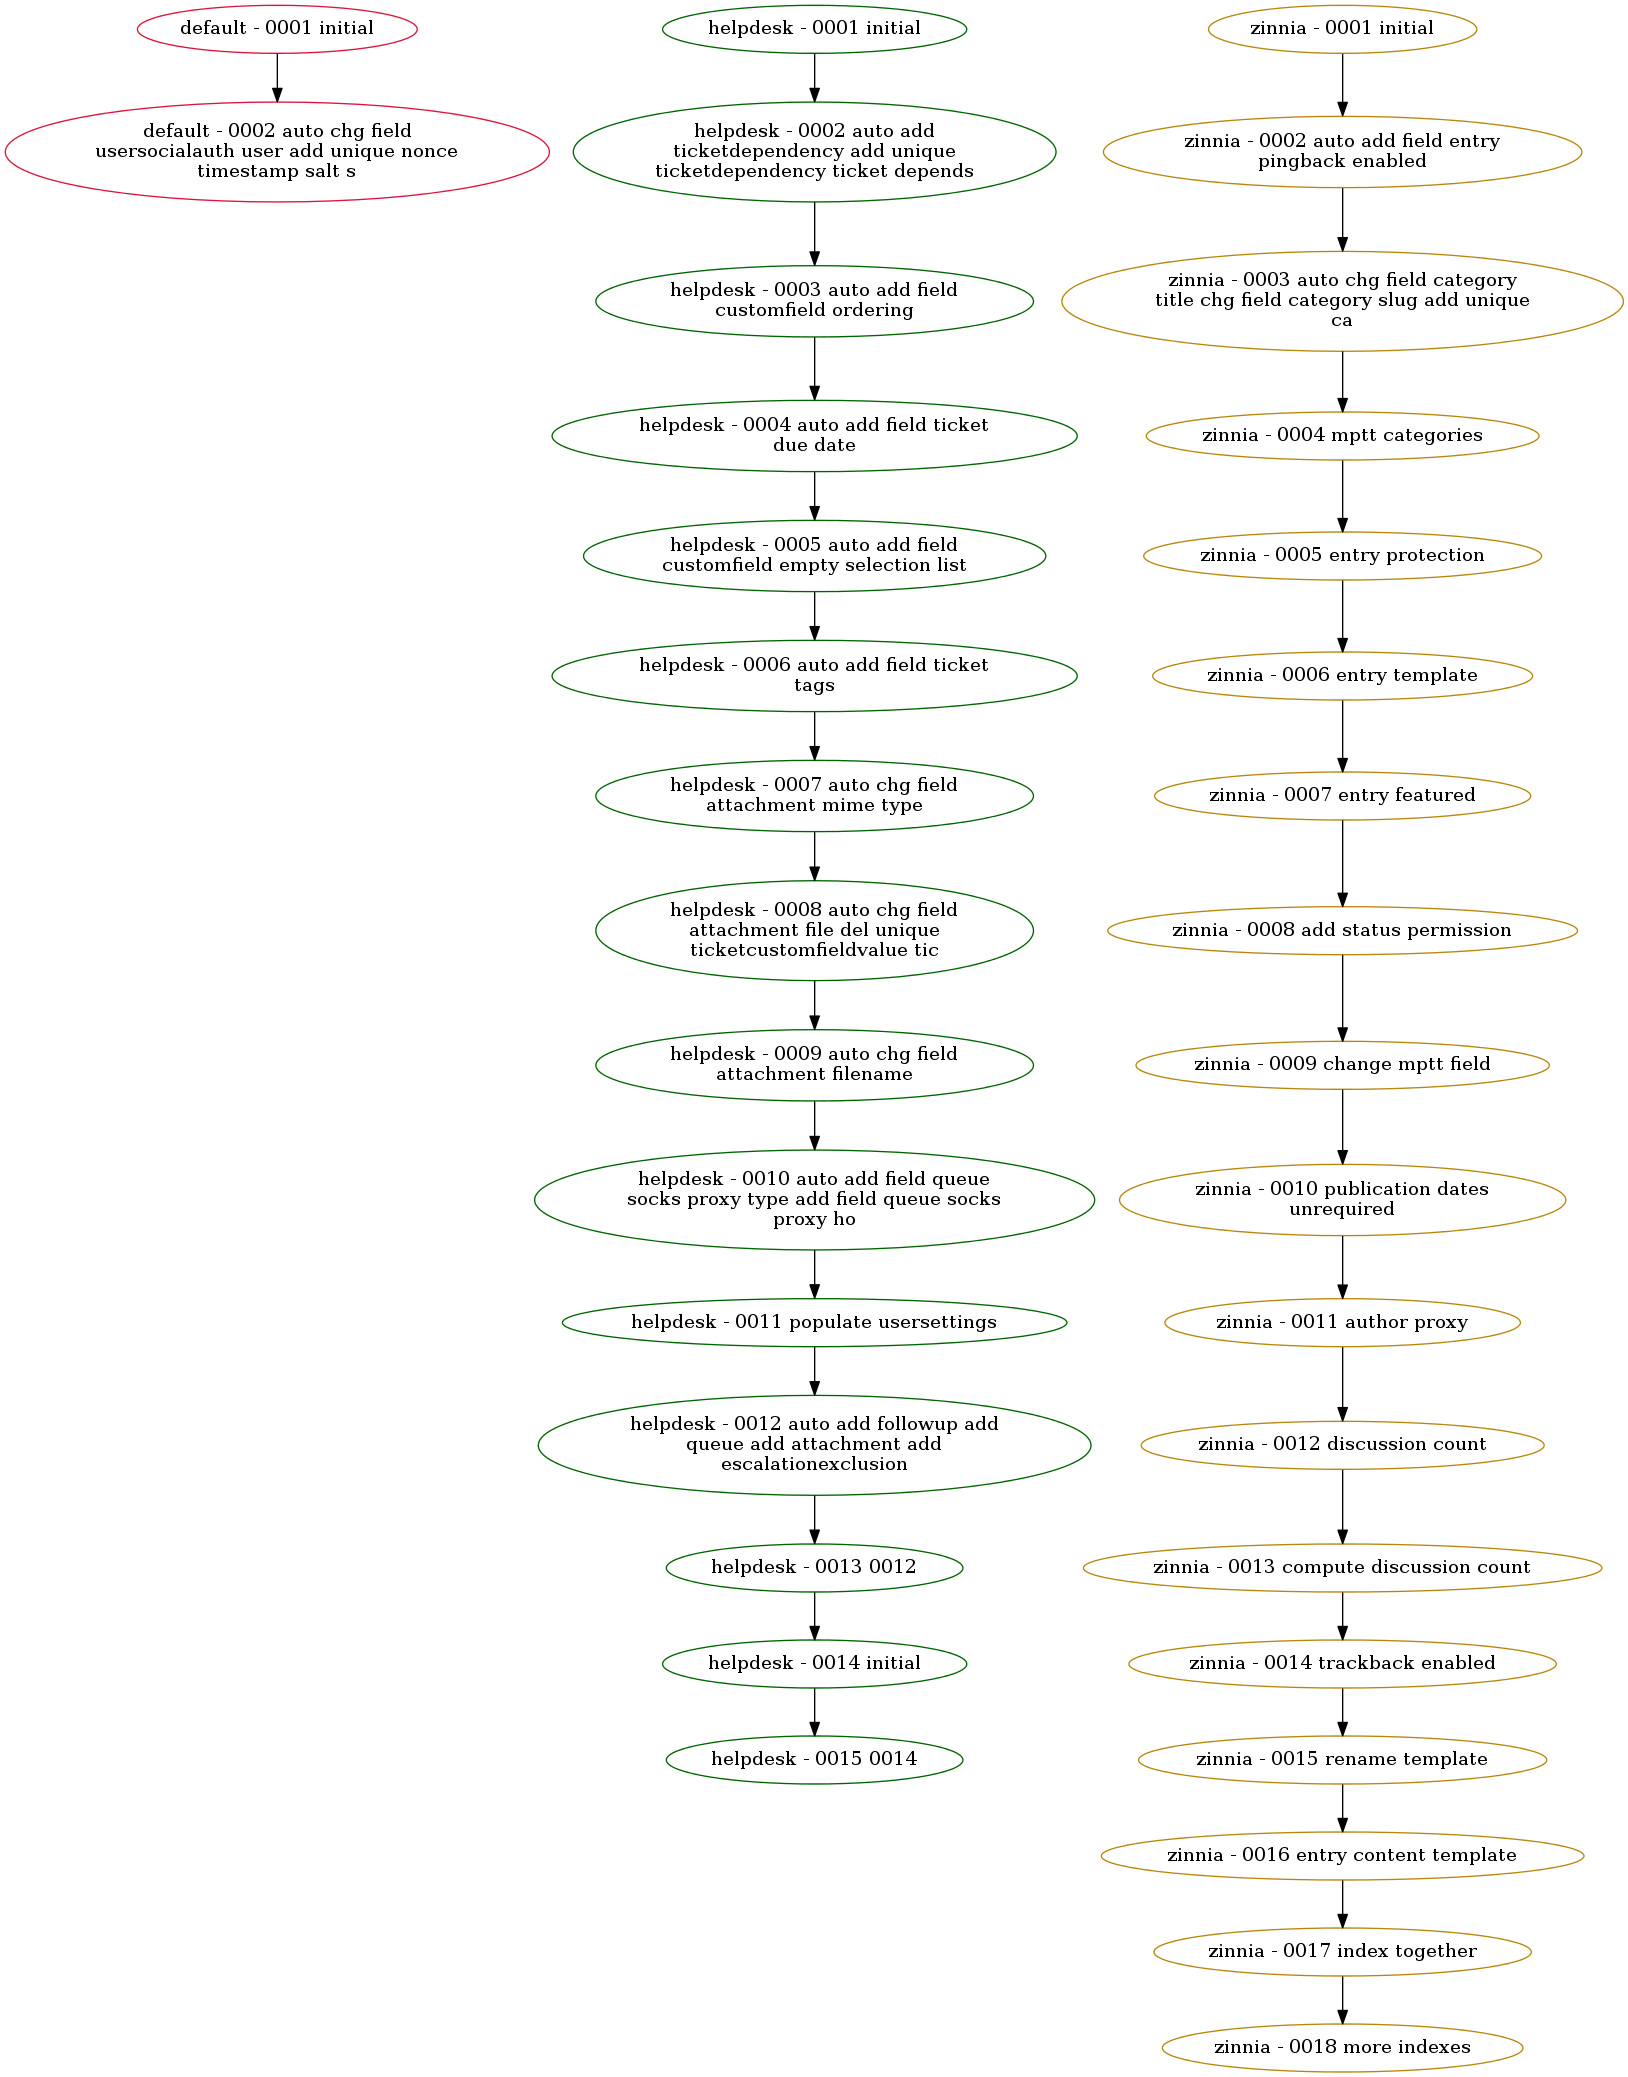 default - 0001 initial
default - 0002 auto chg field
usersocialauth user add unique nonce
timestamp salt s
helpdesk - 0001 initial
helpdesk - 0002 auto add
ticketdependency add unique
ticketdependency ticket depends
helpdesk - 0003 auto add field
customfield ordering
helpdesk - 0004 auto add field ticket
due date
helpdesk - 0005 auto add field
customfield empty selection list
helpdesk - 0006 auto add field ticket
tags
helpdesk - 0007 auto chg field
attachment mime type
helpdesk - 0008 auto chg field
attachment file del unique
ticketcustomfieldvalue tic
helpdesk - 0009 auto chg field
attachment filename
helpdesk - 0010 auto add field queue
socks proxy type add field queue socks
proxy ho
helpdesk - 0011 populate usersettings
helpdesk - 0012 auto add followup add
queue add attachment add
escalationexclusion
helpdesk - 0013 0012
helpdesk - 0014 initial
helpdesk - 0015 0014
zinnia - 0001 initial
zinnia - 0002 auto add field entry
pingback enabled
zinnia - 0003 auto chg field category
title chg field category slug add unique
ca
zinnia - 0004 mptt categories
zinnia - 0005 entry protection
zinnia - 0006 entry template
zinnia - 0007 entry featured
zinnia - 0008 add status permission
zinnia - 0009 change mptt field
zinnia - 0010 publication dates
unrequired
zinnia - 0011 author proxy
zinnia - 0012 discussion count
zinnia - 0013 compute discussion count
zinnia - 0014 trackback enabled
zinnia - 0015 rename template
zinnia - 0016 entry content template
zinnia - 0017 index together
zinnia - 0018 more indexes